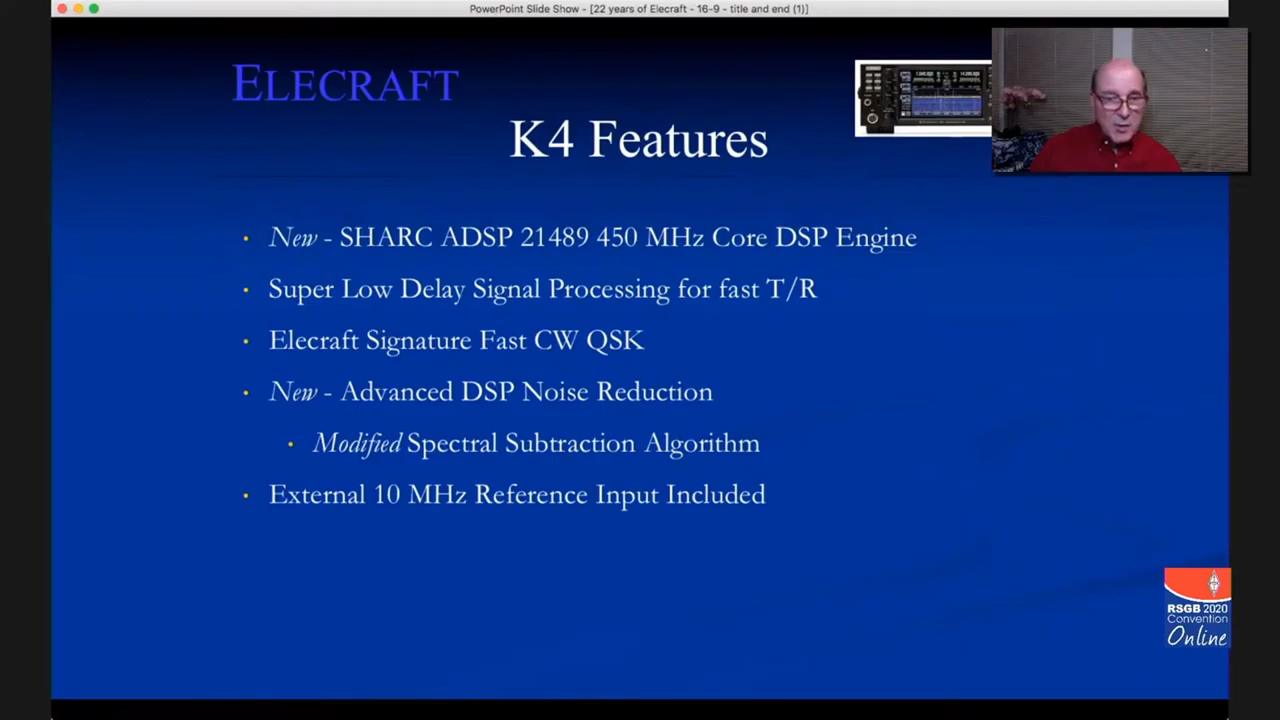 PowerPoint Slide Show - [22 years of Elecraft - 16-9 - title and end (1)]
ELECRAFT
K4 Features
• New - SHARC ADSP 21489 450 MHz Core DSP Engine
• Super Low Delay Signal Processing for fast T/R
• Elecraft Signature Fast CW QSK
• New - Advanced DSP Noise Reduction
• Modified Spectral Subtraction Algorithm
• External 10 MHz Reference Input Included
RSGB 2020
Convention
Online